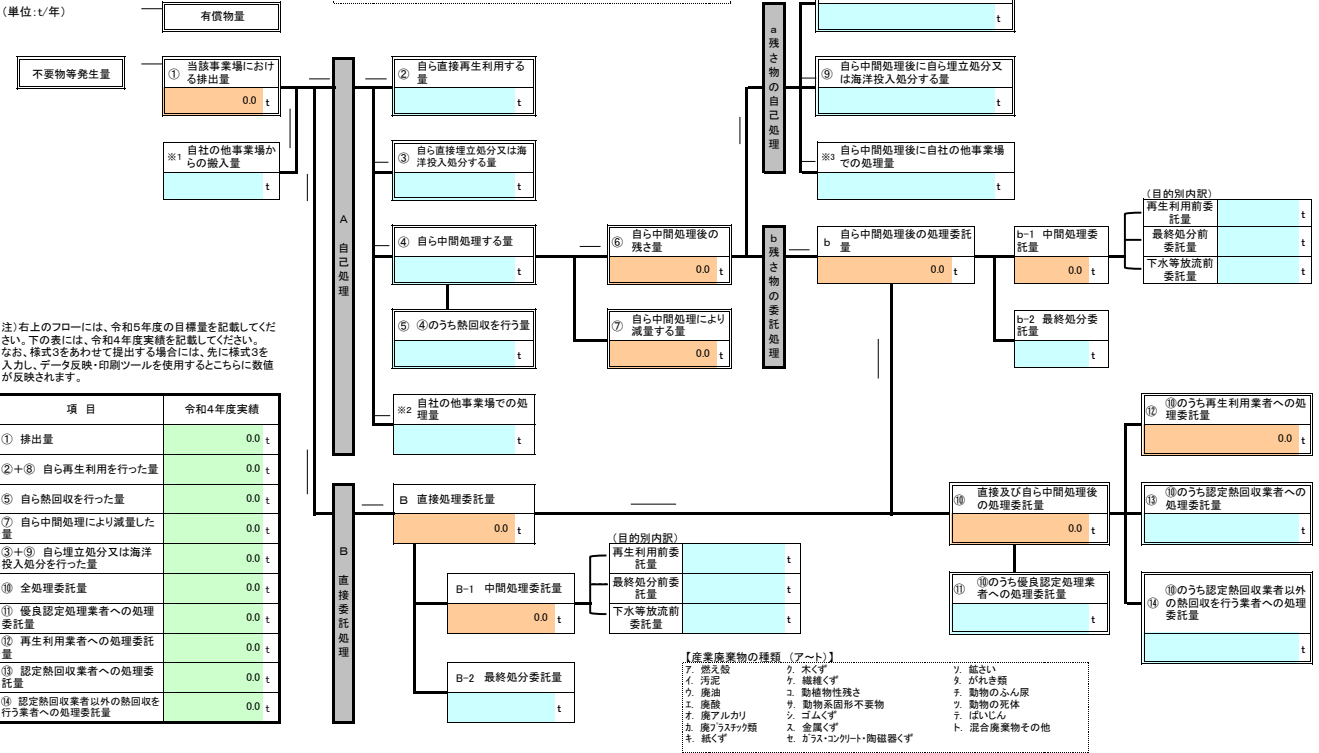 (単位:t/年)
有償物量
t
不要物等発生量
① 当該事業場におけ
る排出量
0.0 t
② 自ら直接再生利用する
量
t
a 残さ物の自己処理
⑨ 自ら中間処理後に自ら埋立処分又
は海洋投入処分する量
t
※1 自社の他事業場か
らの搬入量
t
③ 自ら直接埋立処分又は海
洋投入処分する量
t
※3 自ら中間処理後に自社の他事業場
での処理量
t
A 自己処理
④ 自ら中間処理する量
t
⑥ 自ら中間処理後の
残さ量
0.0 t
b 残さ物の委託処理
b 自ら中間処理後の処理委託
量
0.0 t
b-1 中間処理委
託量
0.0 t
(目的別内訳)
再生利用前委
託量
t
最終処分前
委託量
t
下水等放流前
委託量
t
⑤ ④のうち熱回収を行う量
t
⑦ 自ら中間処理により
減量する量
0.0 t
b-2 最終処分委
託量
t
注)右上のフローには、令和5年度の目標量を記載してくだ
さい。下の表には、令和4年度実績を記載してください。
なお、様式3をあわせて提出する場合には、先に様式3を
入力し、データ反映・印刷ツールを使用するとこちらに数値
が反映されます。
※2 自社の他事業場での処
理量
t
項 目 令和4年度実績
① 排出量 0.0 t
②+⑧ 自ら再生利用を行った量 0.0 t
⑤ 自ら熱回収を行った量 0.0 t
⑦ 自ら中間処理により減量した
量 0.0 t
③+⑨ 自ら埋立処分又は海洋
投入処分を行った量 0.0 t
⑩ 全処理委託量 0.0 t
⑪ 優良認定処理業者への処理
委託量 0.0 t
⑫ 再生利用業者への処理委託
量 0.0 t
⑬ 認定熱回収業者への処理委
託量 0.0 t
⑭ 認定熱回収業者以外の熱回収を
行う業者への処理委託量 0.0 t
B 直接委託処理
B 直接処理委託量
0.0 t
B-1 中間処理委託量
0.0 t
(目的別内訳)
再生利用前委
託量
t
最終処分前委
託量
t
下水等放流前
委託量
t
B-2 最終処分委託量
t
⑩ 直接及び自ら中間処理後
の処理委託量
0.0 t
⑪ ⑩のうち優良認定処理業
者への処理委託量
t
⑫ ⑩のうち再生利用業者への処
理委託量
0.0 t
⑬ ⑩のうち認定熱回収業者への
処理委託量
t
⑭ ⑩のうち認定熱回収業者以外
の熱回収を行う業者への処理
委託量
t
【産業廃棄物の種類 (ア~ト)】
ア. 燃え殻
イ. 汚泥
ウ. 廃油
エ. 廃酸
オ. 廃アルカリ
カ. 廃プラスチック類
キ. 紙くず
ク. 木くず
ケ. 繊維くず
コ. 動植物性残さ
サ. 動物系固形不要物
シ. ゴムくず
ス. 金属くず
セ. ガラス・コンクリート・陶磁器くず
ソ. 鉱さい
タ. がれき類
チ. 動物のふん尿
ツ. 動物の死体
テ. ばいじん
ト. 混合廃棄物その他